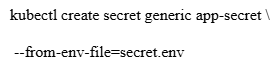 kubectl create secret generic app-secret \
--from-env-file=secret.env